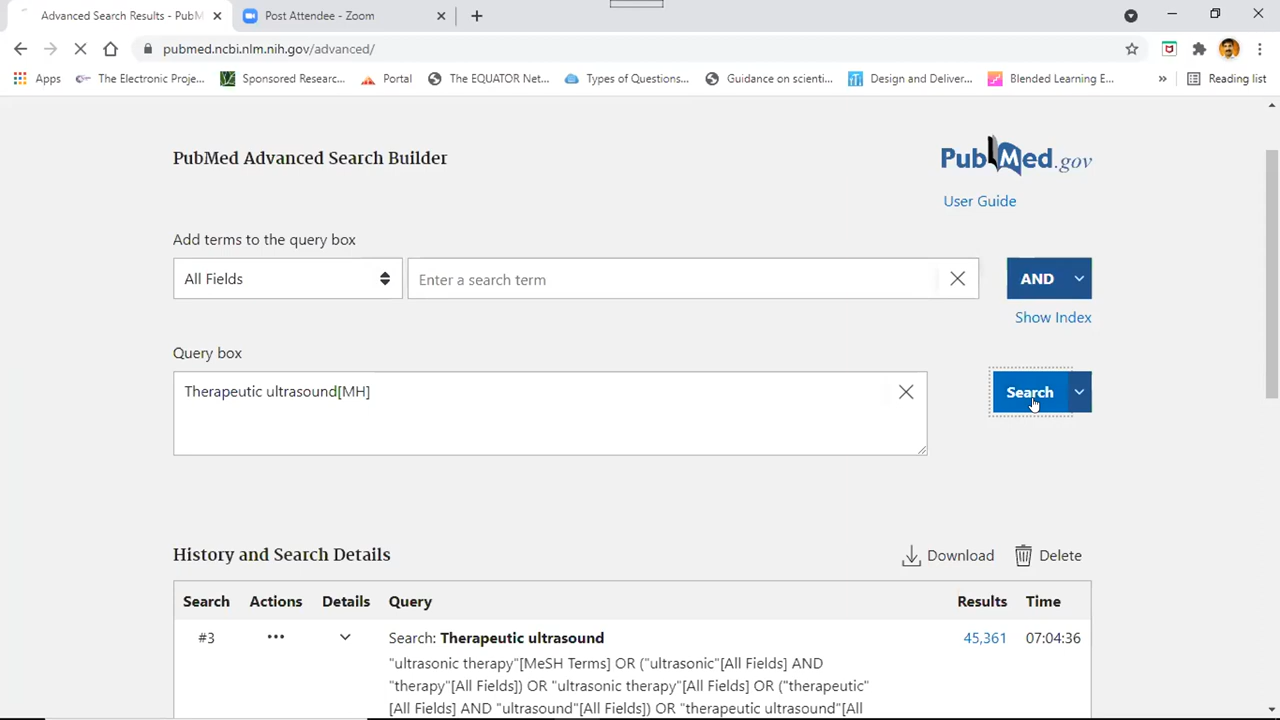 Advanced Search Results - PubM
Post Attendee - Zoom
pubmed.ncbi.nlm.nih.gov/advanced/
Apps
The Electronic Proje...
Sponsored Researc...
Portal
The EQUATOR Net...
Types of Questions...
Guidance on scienti...
Design and Deliver...
Blended Learning E...
»
Reading list
PubMed Advanced Search Builder
PubMed.gov
User Guide
Add terms to the query box
All Fields
Enter a search term
AND
Show Index
Query box
Therapeutic ultrasound[MH]
Search
History and Search Details
Download
Delete
Search Actions Details Query Results Time
#3 ... Search: Therapeutic ultrasound 45,361 07:04:36
"ultrasonic therapy"[MeSH Terms] OR ("ultrasonic"[All Fields] AND
"therapy"[All Fields]) OR "ultrasonic therapy"[All Fields] OR ("therapeutic"
[All Fields] AND "ultrasound"[All Fields]) OR "therapeutic ultrasound"[All